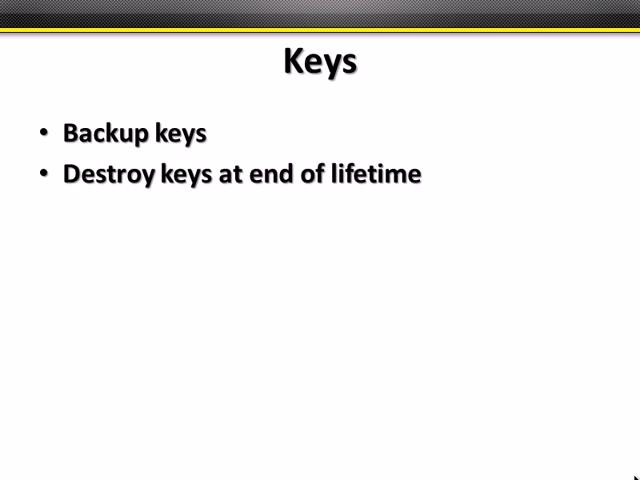 Keys
• Backup keys
• Destroy keys at end of lifetime